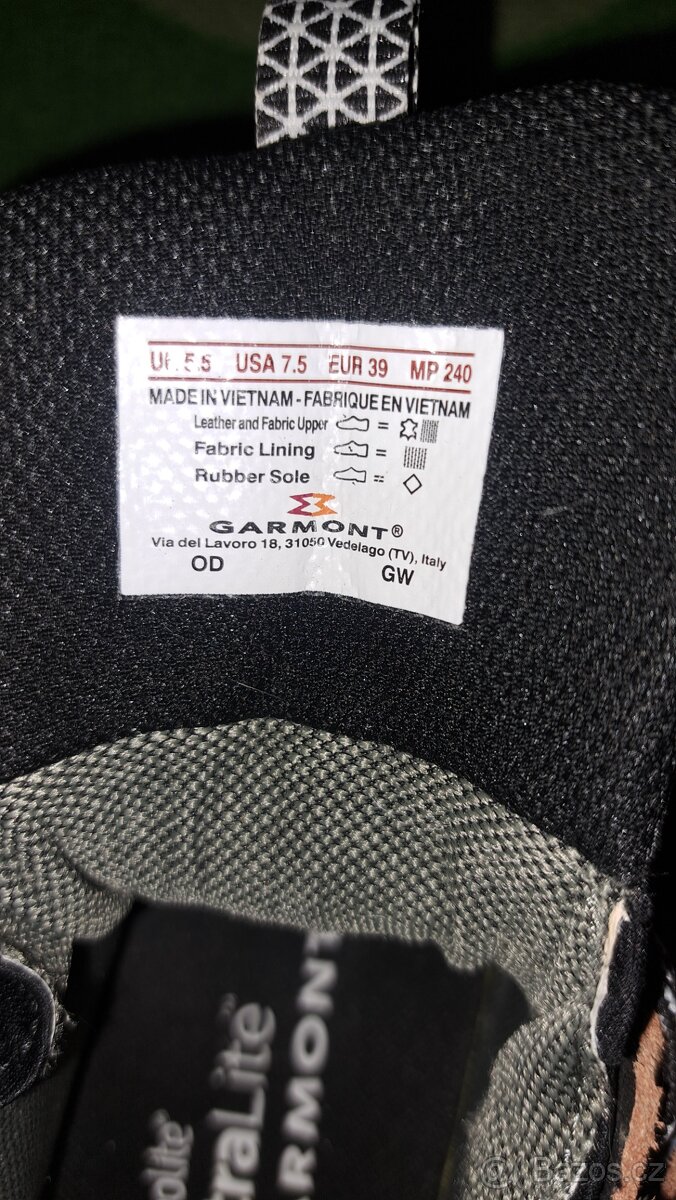 5.5 USA 7.5 EUR 39 MP 240
MADE IN VIETNAM - FABRIQUE EN VIETNAM
Leather and Fabric Upper =
Fabric Lining =
Rubber Sole =
GARMONT®
Via del Lavoro 18, 31050 Vedelago (TV), Italy
OD GW
GARMONT
Bazos.cz